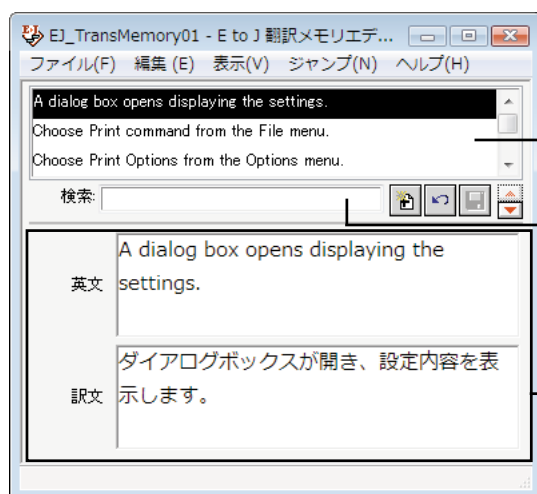 EJ_TransMemory01 - E to J 翻訳メモリエデ...
ファイル(F) 編集(E) 表示(V) ジャンプ(N) ヘルプ(H)
A dialog box opens displaying the settings.
Choose Print command from the File menu.
Choose Print Options from the Options menu.
検索:
英文
A dialog box opens displaying the
settings.
訳文
ダイアログボックスが開き、設定内容を表
示します。